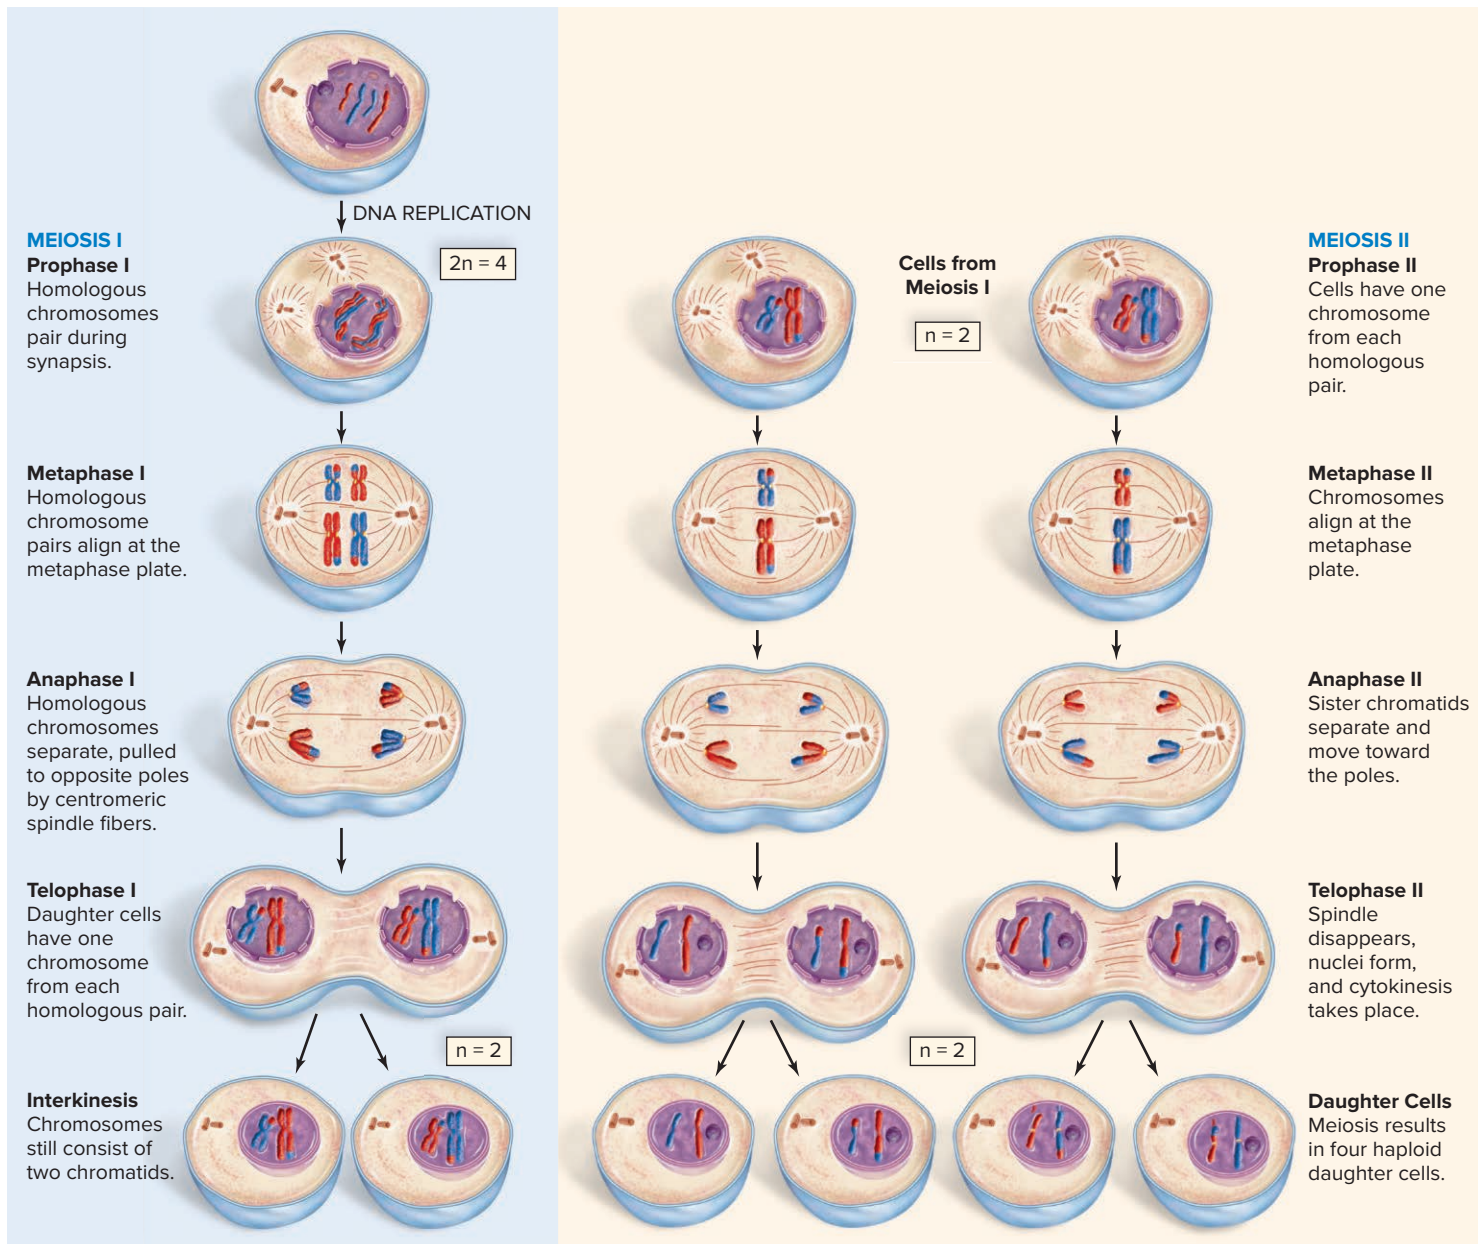 DNA REPLICATION
MEIOSIS I
Prophase I
Homologous
chromosomes
pair during
synapsis.
2n = 4
Metaphase I
Homologous
chromosome
pairs align at the
metaphase plate.
Anaphase I
Homologous
chromosomes
separate, pulled
to opposite poles
by centromeric
spindle fibers.
Telophase I
Daughter cells
have one
chromosome
from each
homologous pair.
n = 2
Interkinesis
Chromosomes
still consist of
two chromatids.
Cells from
Meiosis I
n = 2
MEIOSIS II
Prophase II
Cells have one
chromosome
from each
homologous
pair.
Metaphase II
Chromosomes
align at the
metaphase
plate.
Anaphase II
Sister chromatids
separate and
move toward
the poles.
Telophase II
Spindle
disappears,
nuclei form,
and cytokinesis
takes place.
n = 2
Daughter Cells
Meiosis results
in four haploid
daughter cells.